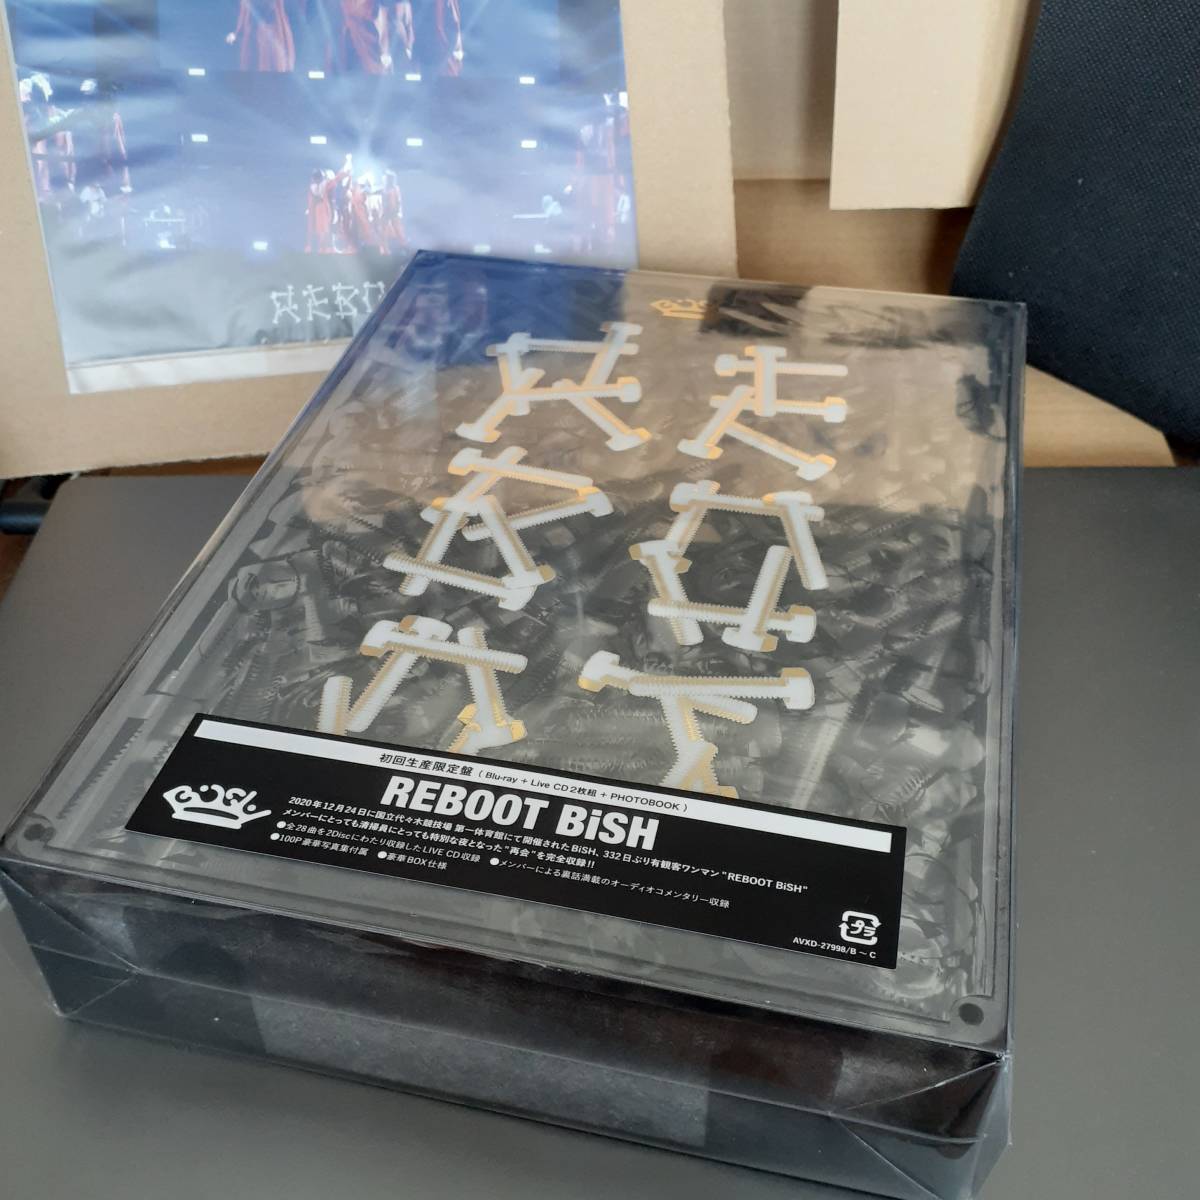 REBO
BiSH
REBOOT
初回生産限定盤 ( Blu-ray + Live CD2枚組 + PHOTOBOOK )
BiSH
REBOOT BiSH
2020年12月24日に国立代々木競技場 第一体育館にて開催されたBiSH、332日ぶり有観客ワンマン"REBOOT BiSH"
メンバーにとっても清掃員にとっても特別な夜となった"再会"を完全収録!!
●全28曲を2Discにわたり収録したLIVE CD収録 ●メンバーによる裏話満載のオーディオコメンタリー収録
●100P豪華写真集付属 ●豪華BOX仕様
プラ
AVXD-27998/B~C